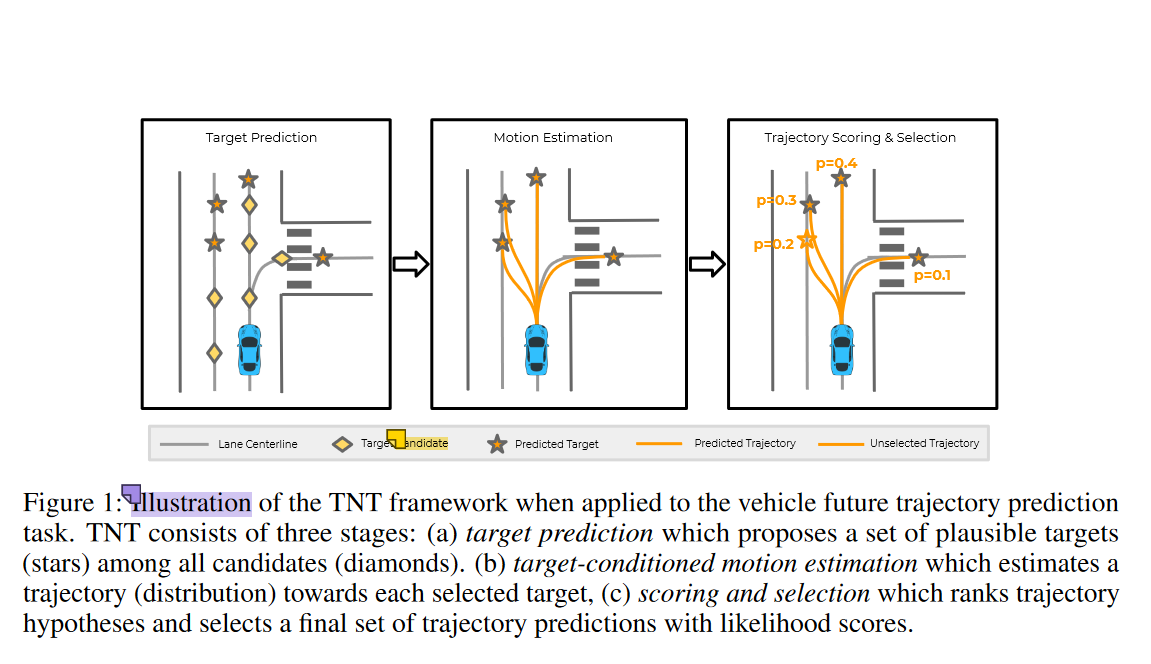 Target Prediction
Motion Estimation
Trajectory Scoring & Selection
p=0.4
p=0.3
p=0.2
p=0.1
Lane Centerline
Target Candidate
Predicted Target
Predicted Trajectory
Unselected Trajectory
Figure 1: Illustration of the TNT framework when applied to the vehicle future trajectory prediction
task. TNT consists of three stages: (a) target prediction which proposes a set of plausible targets
(stars) among all candidates (diamonds). (b) target-conditioned motion estimation which estimates a
trajectory (distribution) towards each selected target, (c) scoring and selection which ranks trajectory
hypotheses and selects a final set of trajectory predictions with likelihood scores.